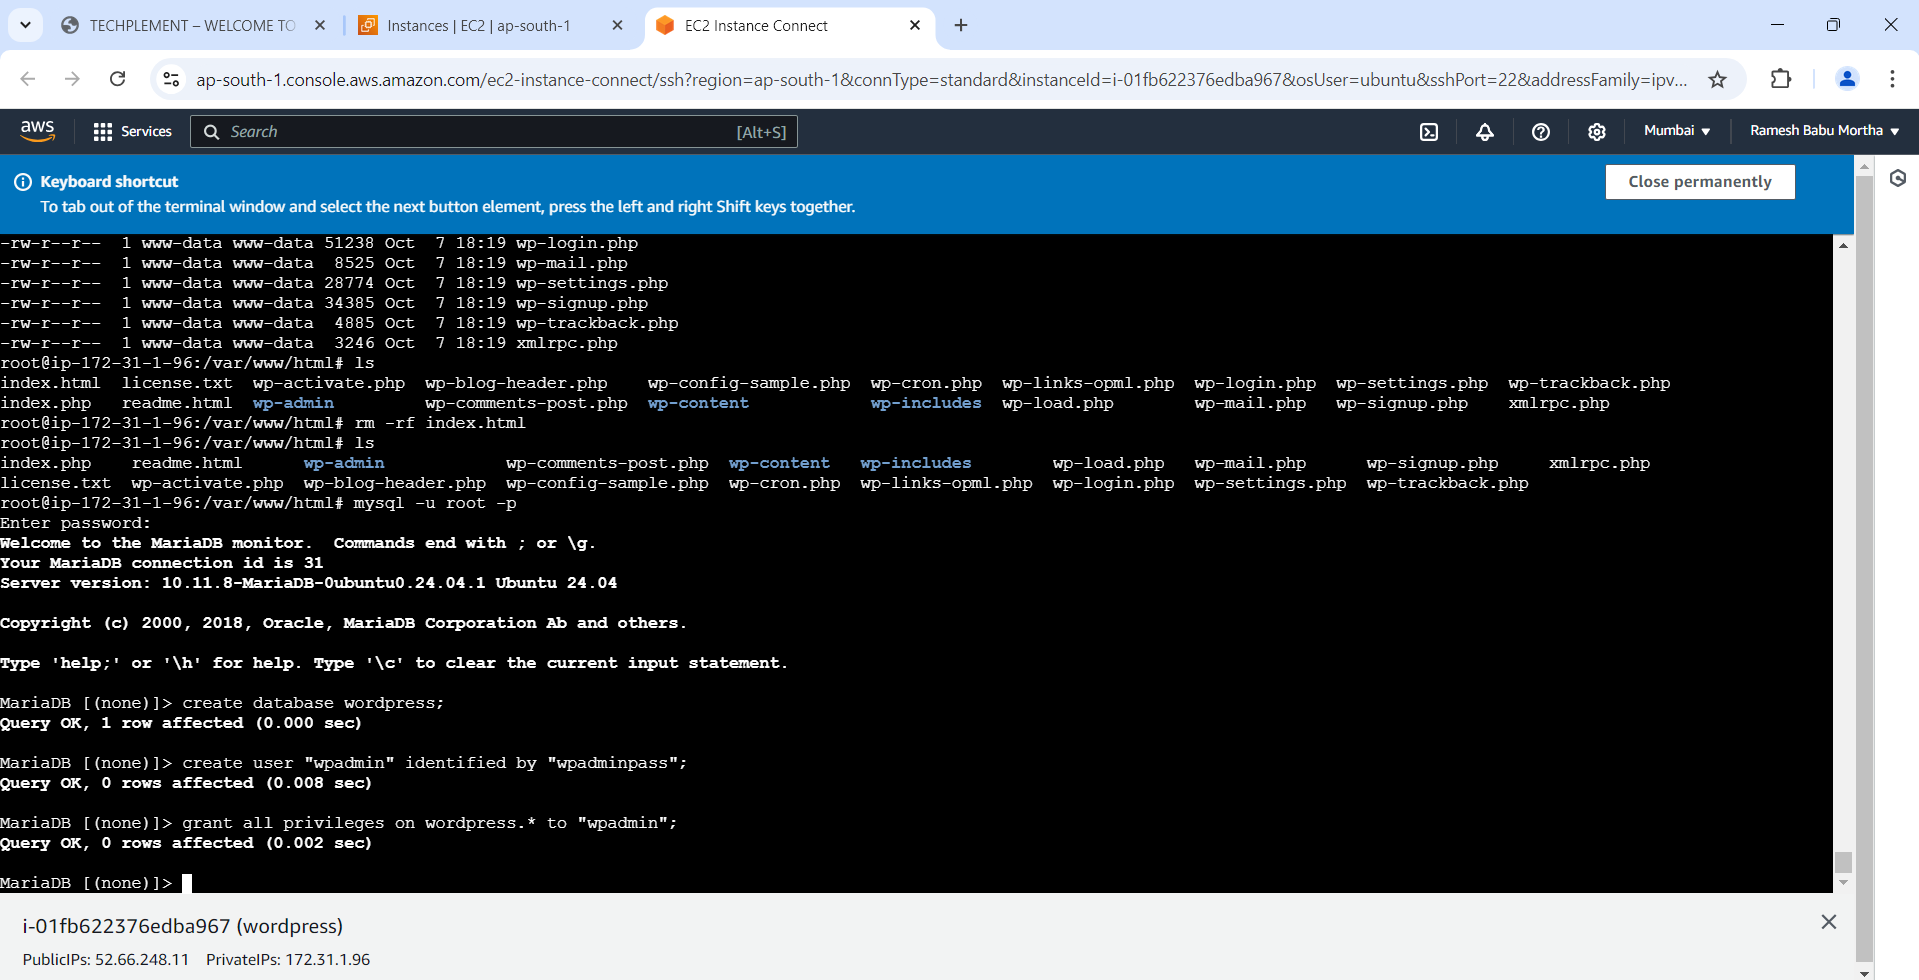 TECHPLEMENT – WELCOME TO
Instances | EC2 | ap-south-1
EC2 Instance Connect
ap-south-1.console.aws.amazon.com/ec2-instance-connect/ssh?region=ap-south-1&connType=standard&instanceId=i-01fb622376edba967&osUser=ubuntu&sshPort=22&addressFamily=ipv...
aws
Services
Search
[Alt+S]
Mumbai
Ramesh Babu Mortha
Keyboard shortcut
To tab out of the terminal window and select the next button element, press the left and right Shift keys together.
Close permanently
-rw-r--r-- 1 www-data www-data 51238 Oct 7 18:19 wp-login.php
-rw-r--r-- 1 www-data www-data 8525 Oct 7 18:19 wp-mail.php
-rw-r--r-- 1 www-data www-data 28774 Oct 7 18:19 wp-settings.php
-rw-r--r-- 1 www-data www-data 34385 Oct 7 18:19 wp-signup.php
-rw-r--r-- 1 www-data www-data 4885 Oct 7 18:19 wp-trackback.php
-rw-r--r-- 1 www-data www-data 3246 Oct 7 18:19 xmlrpc.php
root@ip-172-31-1-96:/var/www/html# ls
index.html license.txt wp-activate.php wp-blog-header.php wp-config-sample.php wp-cron.php wp-links-opml.php wp-login.php wp-settings.php wp-trackback.php
index.php readme.html wp-admin wp-comments-post.php wp-content wp-includes wp-load.php wp-mail.php wp-signup.php xmlrpc.php
root@ip-172-31-1-96:/var/www/html# rm -rf index.html
root@ip-172-31-1-96:/var/www/html# ls
index.php readme.html wp-admin wp-comments-post.php wp-content wp-includes wp-load.php wp-mail.php wp-signup.php xmlrpc.php
license.txt wp-activate.php wp-blog-header.php wp-config-sample.php wp-cron.php wp-links-opml.php wp-login.php wp-settings.php wp-trackback.php
root@ip-172-31-1-96:/var/www/html# mysql -u root -p
Enter password:
Welcome to the MariaDB monitor. Commands end with ; or \g.
Your MariaDB connection id is 31
Server version: 10.11.8-MariaDB-0ubuntu0.24.04.1 Ubuntu 24.04
Copyright (c) 2000, 2018, Oracle, MariaDB Corporation Ab and others.
Type 'help;' or '\h' for help. Type '\c' to clear the current input statement.
MariaDB [(none)]> create database wordpress;
Query OK, 1 row affected (0.000 sec)
MariaDB [(none)]> create user "wpadmin" identified by "wpadminpass";
Query OK, 0 rows affected (0.008 sec)
MariaDB [(none)]> grant all privileges on wordpress.* to "wpadmin";
Query OK, 0 rows affected (0.002 sec)
MariaDB [(none)]>
i-01fb622376edba967 (wordpress)
PublicIPs: 52.66.248.11 PrivateIPs: 172.31.1.96